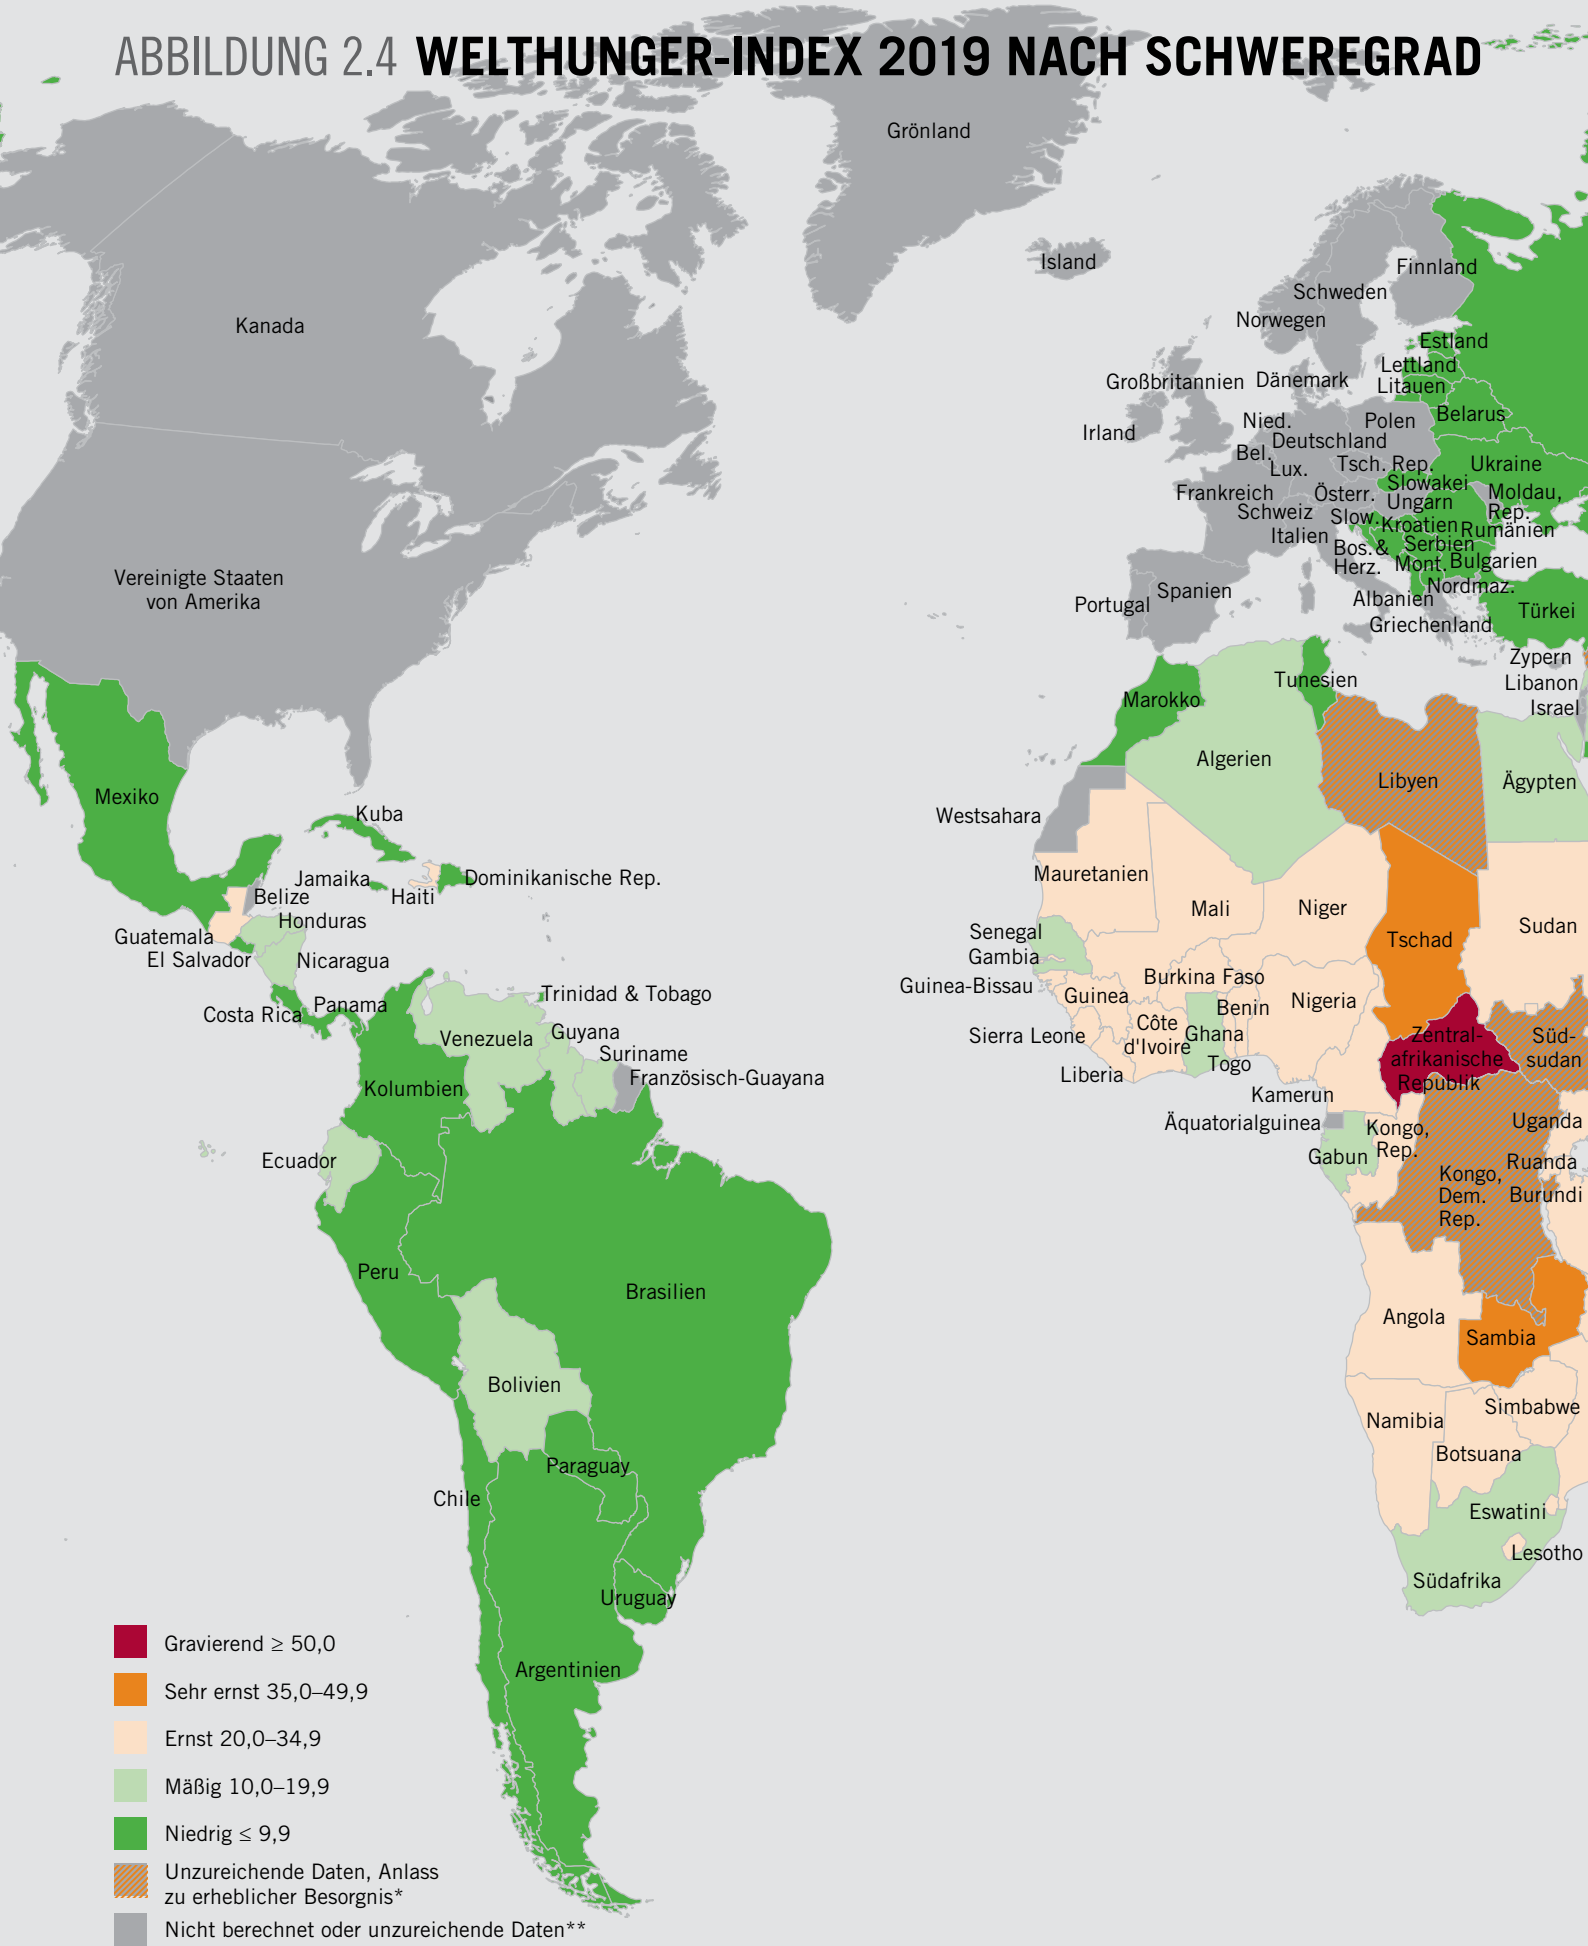 ABBILDUNG 2.4 WELTHUNGER-INDEX 2019 NACH SCHWEREGRAD
Grönland
Island
Kanada
Finnland
Schweden
Norwegen
Estland
Lettland
Litauen
Großbritannien
Dänemark
Belarus
Irland
Nied.
Polen
Deutschland
Bel.
Lux.
Tsch. Rep.
Ukraine
Slowakei
Frankreich
Österr.
Ungarn
Moldau,
Rep.
Schweiz
Slow.
Kroatien
Rumänien
Italien
Bos. &
Herz.
Serbien
Mont.
Bulgarien
Nordmaz.
Vereinigte Staaten
von Amerika
Portugal
Spanien
Albanien
Griechenland
Türkei
Zypern
Libanon
Israel
Marokko
Tunesien
Algerien
Libyen
Ägypten
Mexiko
Kuba
Westsahara
Jamaika
Haiti
Dominikanische Rep.
Belize
Honduras
Guatemala
El Salvador
Nicaragua
Costa Rica
Panama
Trinidad & Tobago
Venezuela
Guyana
Suriname
Französisch-Guayana
Kolumbien
Ecuador
Peru
Brasilien
Bolivien
Paraguay
Chile
Uruguay
Argentinien
Mauretanien
Mali
Niger
Tschad
Sudan
Senegal
Gambia
Guinea-Bissau
Guinea
Burkina Faso
Benin
Nigeria
Sierra Leone
Côte
d'Ivoire
Ghana
Togo
Liberia
Zentral-
afrikanische
Republik
Süd-
sudan
Kamerun
Äquatorialguinea
Gabun
Kongo,
Rep.
Uganda
Ruanda
Burundi
Kongo,
Dem.
Rep.
Angola
Sambia
Namibia
Simbabwe
Botsuana
Eswatini
Lesotho
Südafrika
Gravierend ≥ 50,0
Sehr ernst 35,0–49,9
Ernst 20,0–34,9
Mäßig 10,0–19,9
Niedrig ≤ 9,9
Unzureichende Daten, Anlass
zu erheblicher Besorgnis*
Nicht berechnet oder unzureichende Daten**